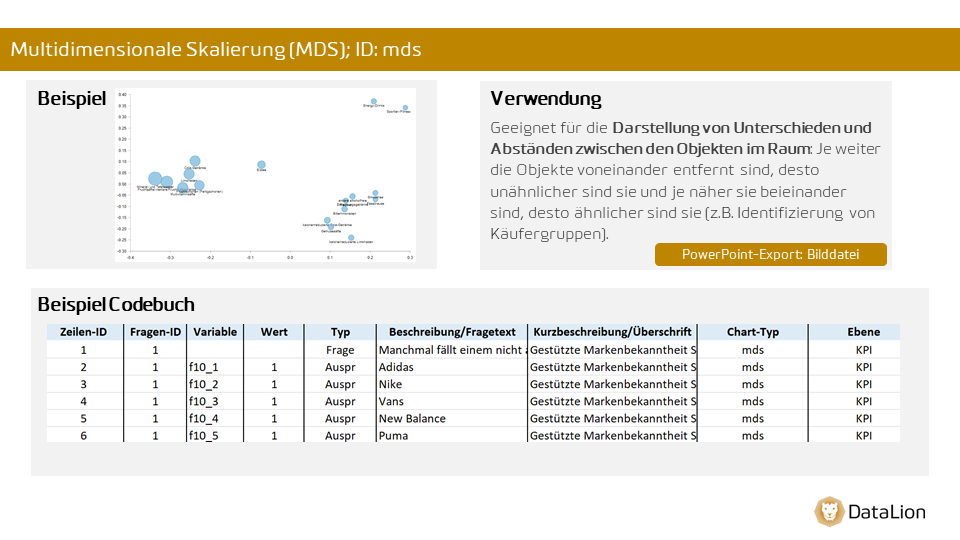 Multidimensionale Skalierung (MDS); ID: mds
Beispiel
0.40
0.35
0.30
0.25
0.20
0.15
0.10
0.05
0.00
-0.05
-0.10
-0.15
-0.20
-0.25
-0.30
-0.4 -0.3 -0.2 -0.1 0.0 0.1 0.2 0.3
Energy-Drinks
Eistee
Limonaden
Verwendung
Geeignet für die Darstellung von Unterschieden und
Abständen zwischen den Objekten im Raum: Je weiter
die Objekte voneinander entfernt sind, desto
unähnlicher sind sie und je näher sie beieinander
sind, desto ähnlicher sind sie (z.B. Identifizierung von
Käufergruppen).
PowerPoint-Export: Bilddatei
Beispiel Codebuch
Zeilen-ID Fragen-ID Variable Wert Typ Beschreibung/Fragetext Kurzbeschreibung/Überschrift Chart-Typ Ebene
1 1 Frage Manchmal fällt einem nicht a Gestützte Markenbekanntheit S mds KPI
2 1 f10_1 1 Auspr Adidas Gestützte Markenbekanntheit S mds KPI
3 1 f10_2 1 Auspr Nike Gestützte Markenbekanntheit S mds KPI
4 1 f10_3 1 Auspr Vans Gestützte Markenbekanntheit S mds KPI
5 1 f10_4 1 Auspr New Balance Gestützte Markenbekanntheit S mds KPI
6 1 f10_5 1 Auspr Puma Gestützte Markenbekanntheit S mds KPI
DataLion